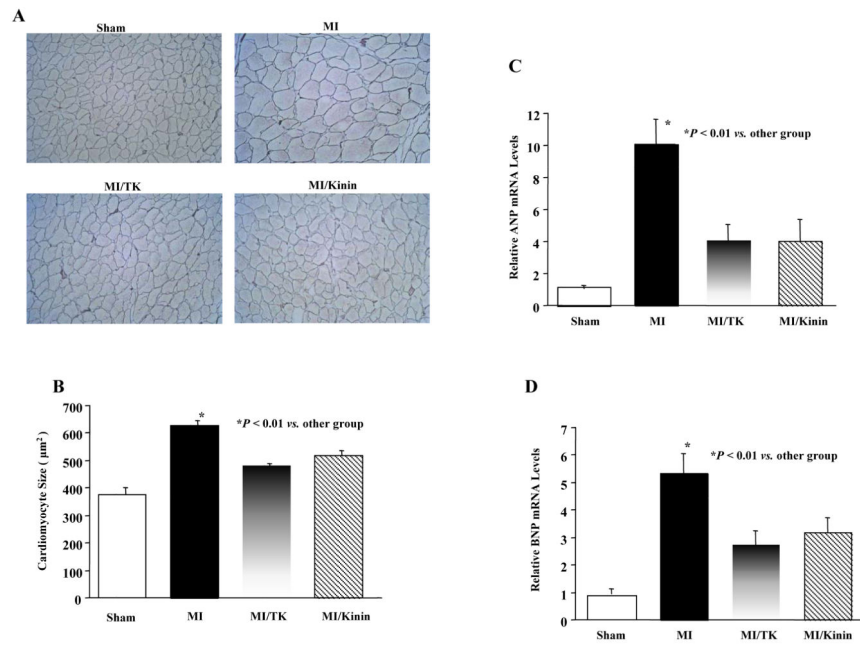 A
Sham
MI
MI/TK
MI/Kinin
B
700
600
500
400
300
200
100
0
Cardiomyocyte Size ( μm²)
*
*P < 0.01 vs. other group
Sham
MI
MI/TK
MI/Kinin
C
12
10
8
6
4
2
0
Relative ANP mRNA Levels
*
*P < 0.01 vs. other group
Sham
MI
MI/TK
MI/Kinin
D
7
6
5
4
3
2
1
0
Relative BNP mRNA Levels
*
*P < 0.01 vs. other group
Sham
MI
MI/TK
MI/Kinin